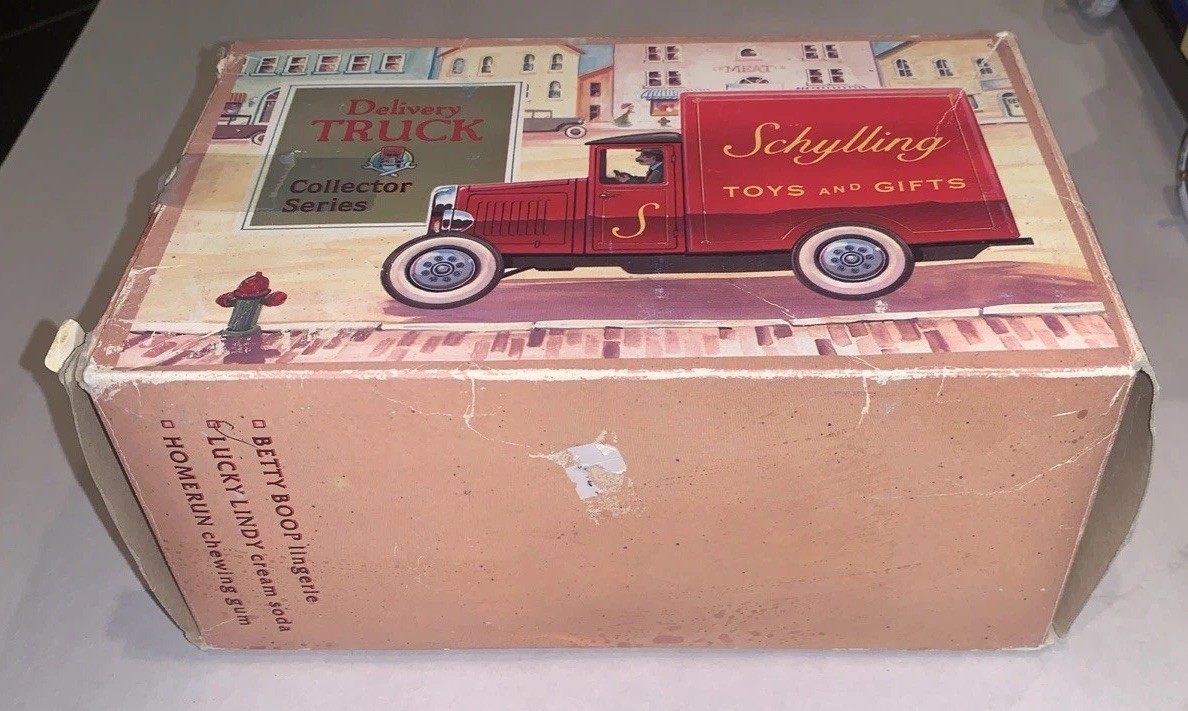 MEAT
Delivery
TRUCK
Collector
Series
Schylling
TOYS AND GIFTS
S
BETTY BOOP lingerie
LUCKY LINDY cream soda
HOMERUN chewing gum